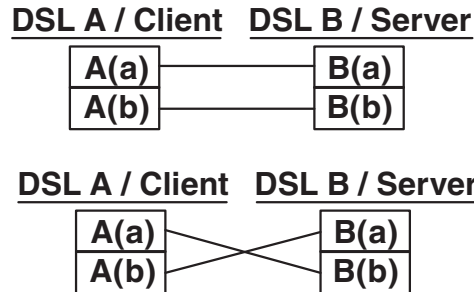 DSL A / Client DSL B / Server
A(a) B(a)
A(b) B(b)
DSL A / Client DSL B / Server
A(a) B(a)
A(b) B(b)